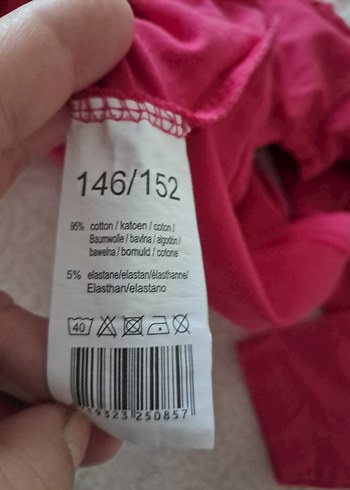 146/152
95% cotton / katoen / coton /
Baumwolle / bavlna / algodón /
bawełna / bomuld / cotone
5% elastane/elastan/élasthanne/
Elasthan/elastano
40
19323 250857